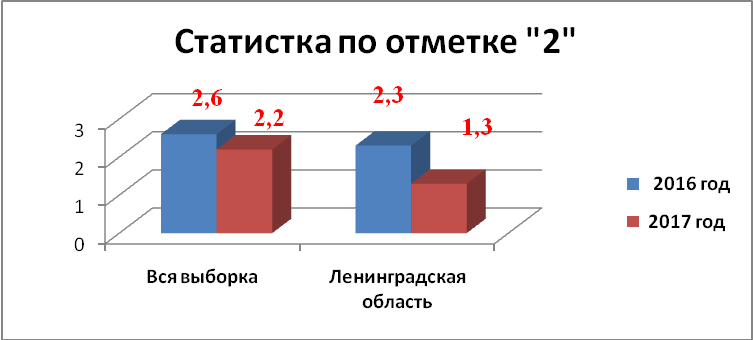 Статистка по отметке "2"
2,6
2,2
2,3
1,3
3
2
1
0
Вся выборка
Ленинградская
область
2016 год
2017 год